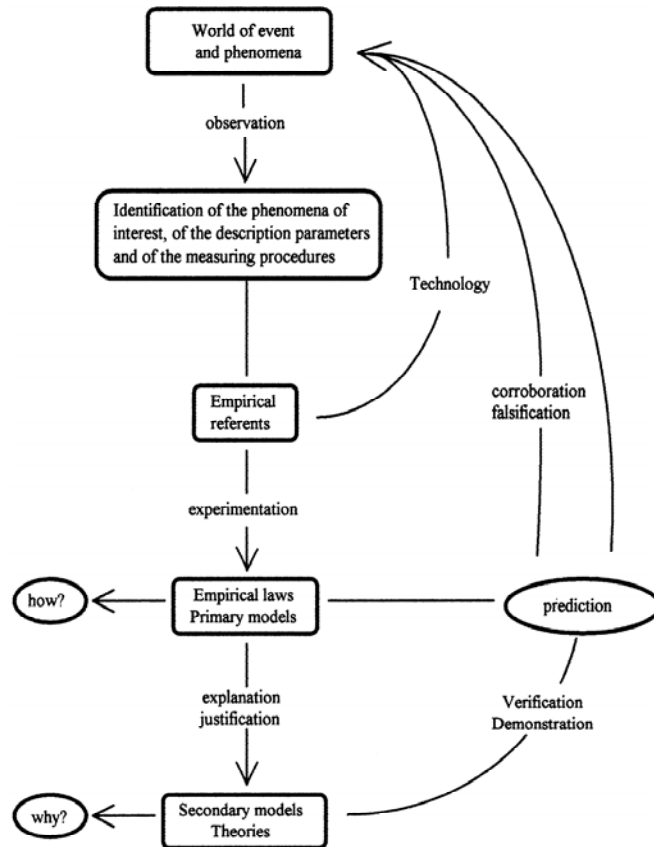 World of event
and phenomena
observation
Identification of the phenomena of
interest, of the description parameters
and of the measuring procedures
Technology
Empirical
referents
corroboration
falsification
experimentation
how?
Empirical laws
Primary models
prediction
explanation
justification
Verification
Demonstration
why?
Secondary models
Theories